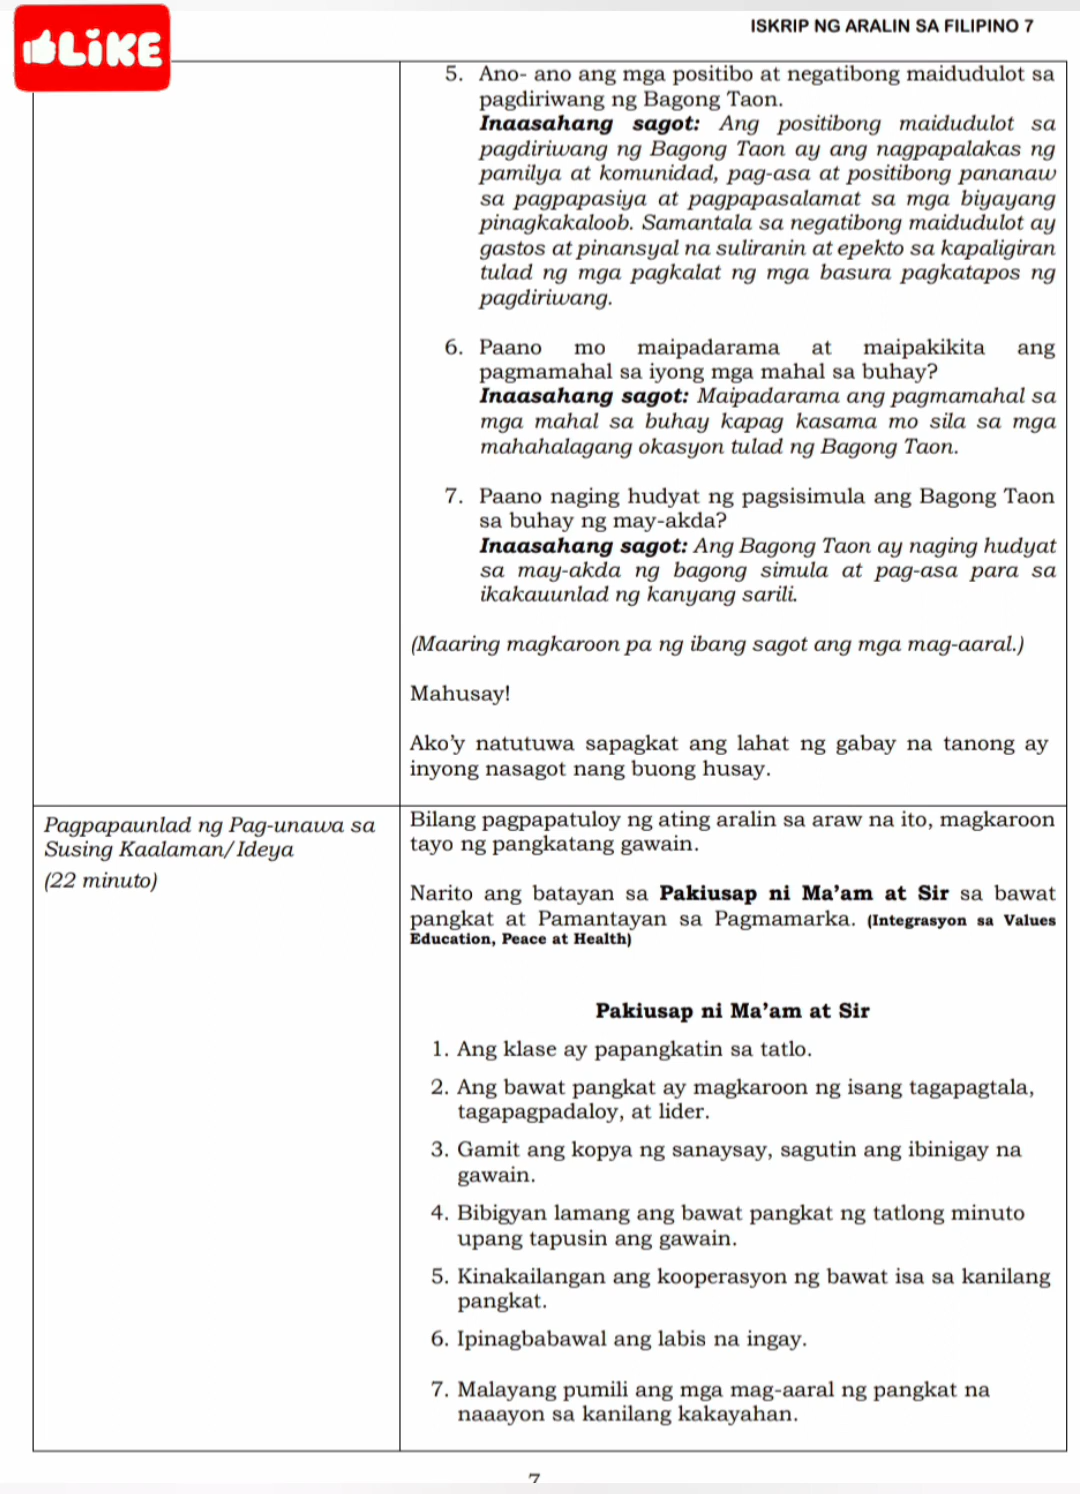 LiKE
ISKRIP NG ARALIN SA FILIPINO 7
5. Ano- ano ang mga positibo at negatibong maidudulot sa
pagdiriwang ng Bagong Taon.
Inaasahang sagot: Ang positibong maidudulot sa
pagdiriwang ng Bagong Taon ay ang nagpapalakas ng
pamilya at komunidad, pag-asa at positibong pananaw
sa pagpapasiya at pagpapasalamat sa mga biyayang
pinagkakaloob. Samantala sa negatibong maidudulot ay
gastos at pinansyal na suliranin at epekto sa kapaligiran
tulad ng mga pagkalat ng mga basura pagkatapos ng
pagdiriwang.
6. Paano mo maipadarama at maipakikita ang
pagmamahal sa iyong mga mahal sa buhay?
Inaasahang sagot: Maipadarama ang pagmamahal sa
mga mahal sa buhay kapag kasama mo sila sa mga
mahahalagang okasyon tulad ng Bagong Taon.
7. Paano naging hudyat ng pagsisimula ang Bagong Taon
sa buhay ng may-akda?
Inaasahang sagot: Ang Bagong Taon ay naging hudyat
sa may-akda ng bagong simula at pag-asa para sa
ikakauunlad ng kanyang sarili.
(Maaring magkaroon pa ng ibang sagot ang mga mag-aaral.)
Mahusay!
Ako'y natutuwa sapagkat ang lahat ng gabay na tanong ay
inyong nasagot nang buong husay.
Pagpapaunlad ng Pag-unawa sa
Susing Kaalaman/Ideya
(22 minuto)
Bilang pagpapatuloy ng ating aralin sa araw na ito, magkaroon
tayo ng pangkatang gawain.
Narito ang batayan sa Pakiusap ni Ma'am at Sir sa bawat
pangkat at Pamantayan sa Pagmamarka. (Integrasyon sa Values
Education, Peace at Health)
Pakiusap ni Ma'am at Sir
1. Ang klase ay papangkatin sa tatlo.
2. Ang bawat pangkat ay magkaroon ng isang tagapagtala,
tagapagpadaloy, at lider.
3. Gamit ang kopya ng sanaysay, sagutin ang ibinigay na
gawain.
4. Bibigyan lamang ang bawat pangkat ng tatlong minuto
upang tapusin ang gawain.
5. Kinakailangan ang kooperasyon ng bawat isa sa kanilang
pangkat.
6. Ipinagbabawal ang labis na ingay.
7. Malayang pumili ang mga mag-aaral ng pangkat na
naaayon sa kanilang kakayahan.
7